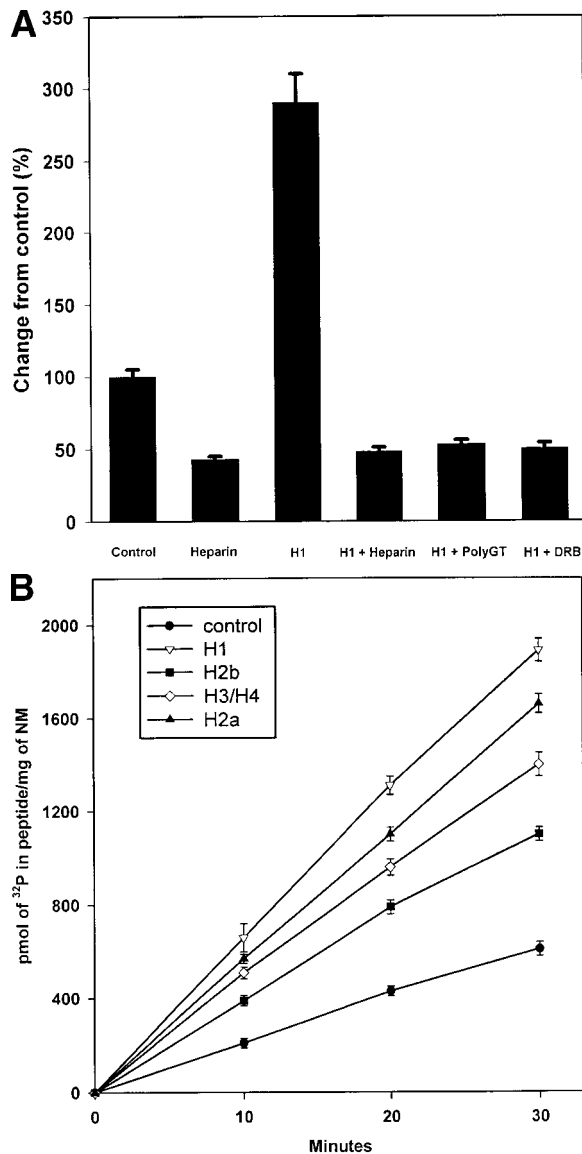 A
Change from control (%)
350
300
250
200
150
100
50
0
Control Heparin H1 H1 + Heparin H1 + PolyGT H1 + DRB
B
pmol of ³²P in peptide/mg of NM
2000
1600
1200
800
400
0
control
H1
H2b
H3/H4
H2a
0 10 20 30
Minutes